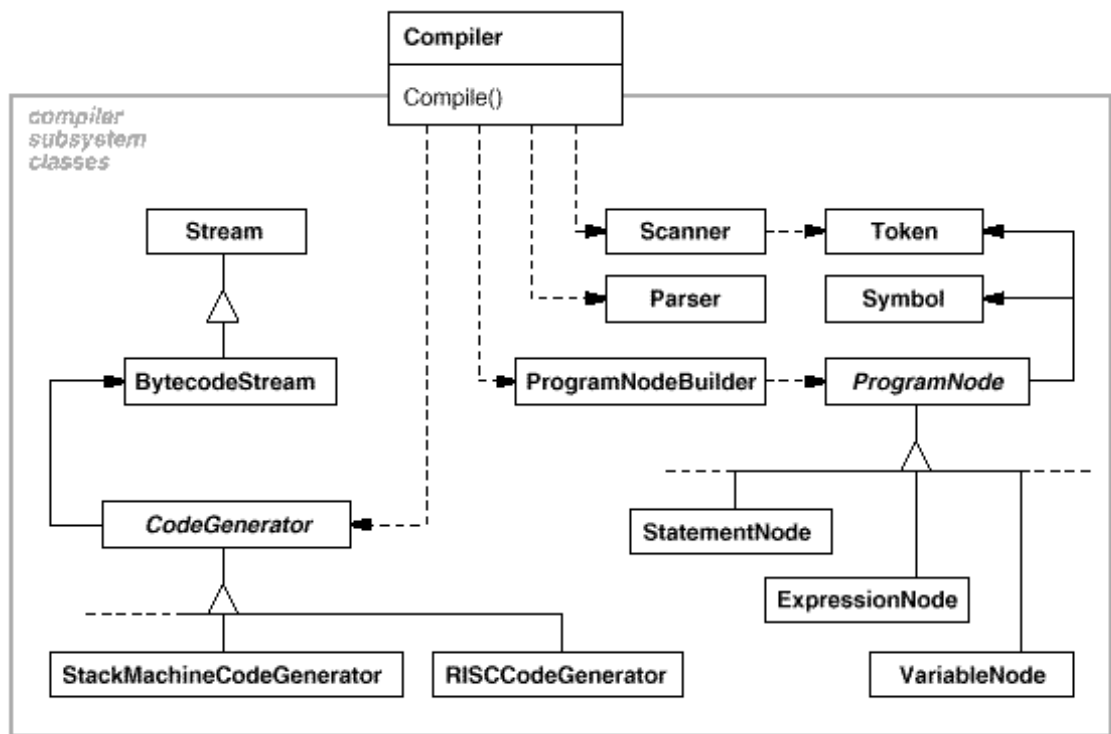 Compiler
Compile()
compiler
subsystem
classes
Stream
Scanner
Token
Parser
Symbol
BytecodeStream
ProgramNodeBuilder
ProgramNode
CodeGenerator
StatementNode
ExpressionNode
StackMachineCodeGenerator
RISCCodeGenerator
VariableNode